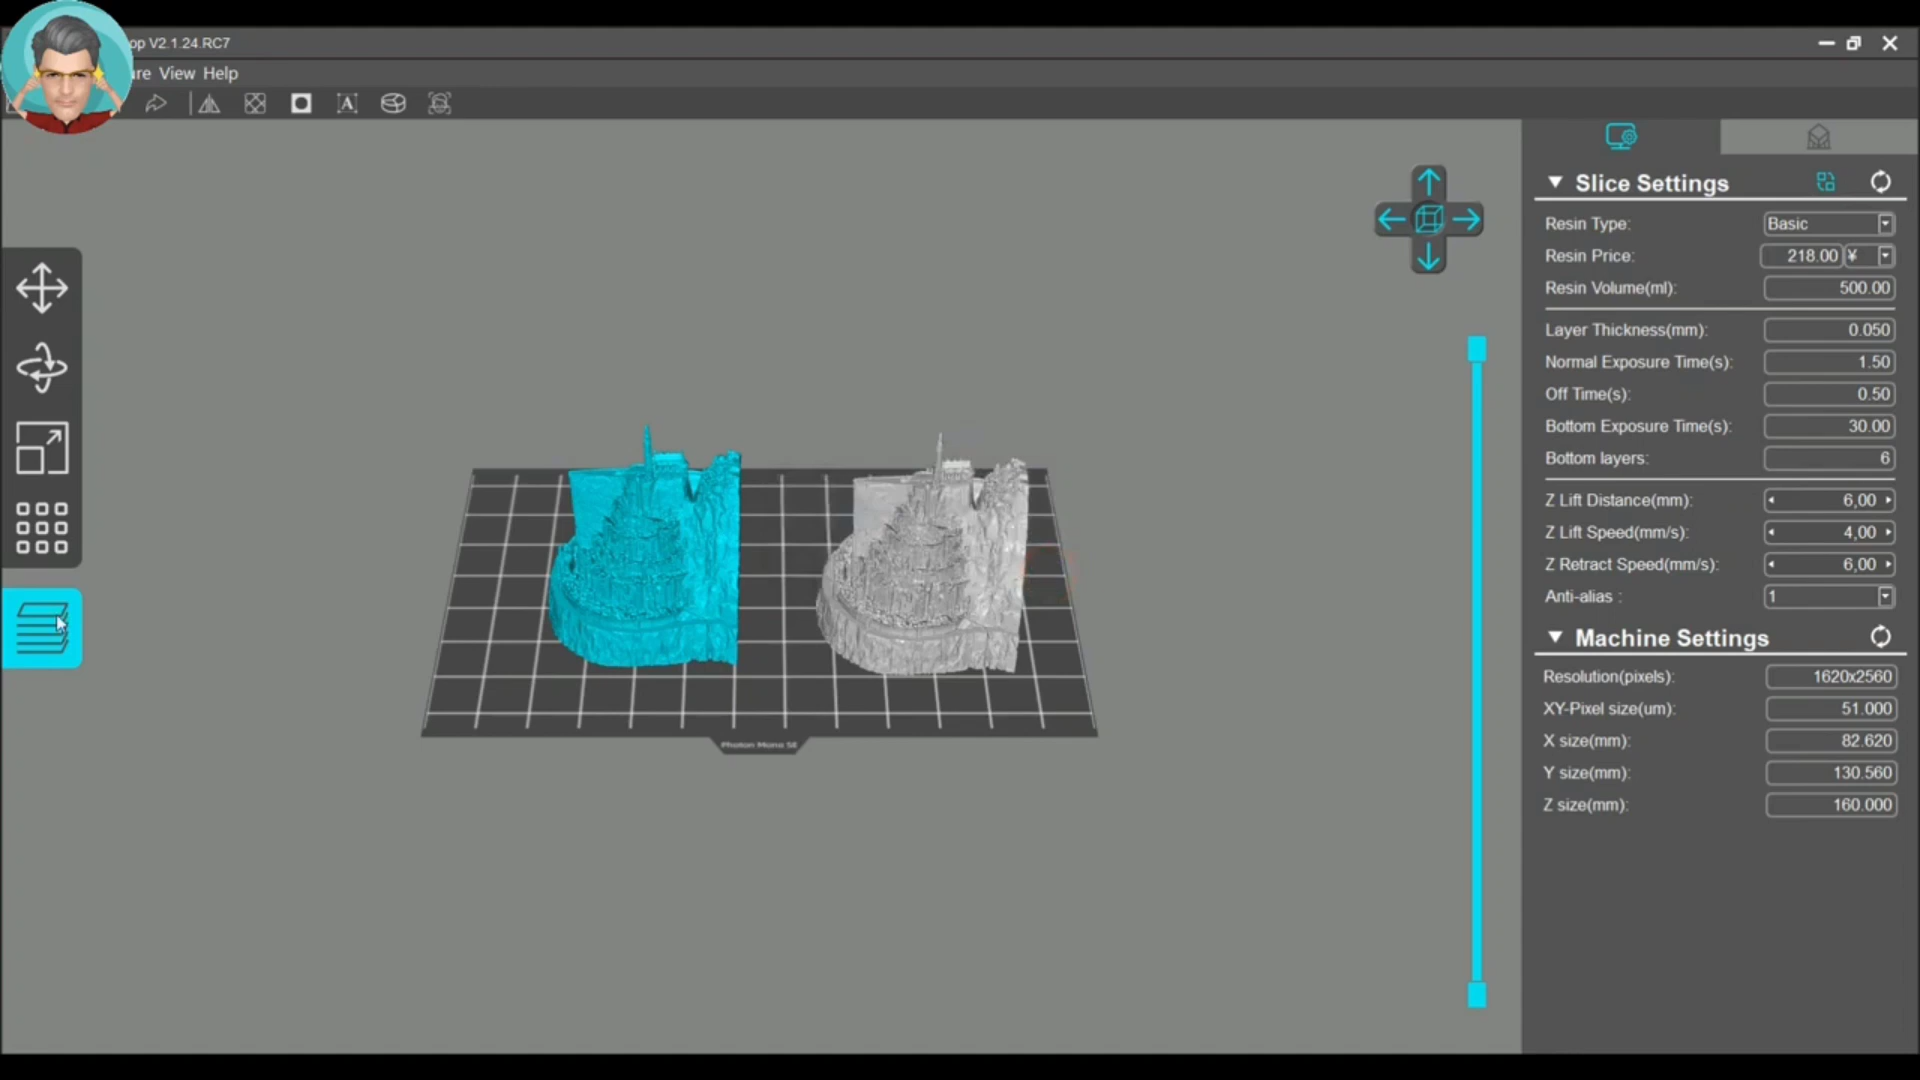 op V2.1.24.RC7
ure View Help
A
Slice Settings
Resin Type: Basic
Resin Price: 218.00 ¥
Resin Volume(ml): 500.00
Layer Thickness(mm): 0.050
Normal Exposure Time(s): 1.50
Off Time(s): 0.50
Bottom Exposure Time(s): 30.00
Bottom layers: 6
Z Lift Distance(mm): 6,00
Z Lift Speed(mm/s): 4,00
Z Retract Speed(mm/s): 6,00
Anti-alias : 1
Machine Settings
Resolution(pixels): 1620x2560
XY-Pixel size(um): 51.000
X size(mm): 82.620
Y size(mm): 130.560
Z size(mm): 160.000
Photon Mono SE